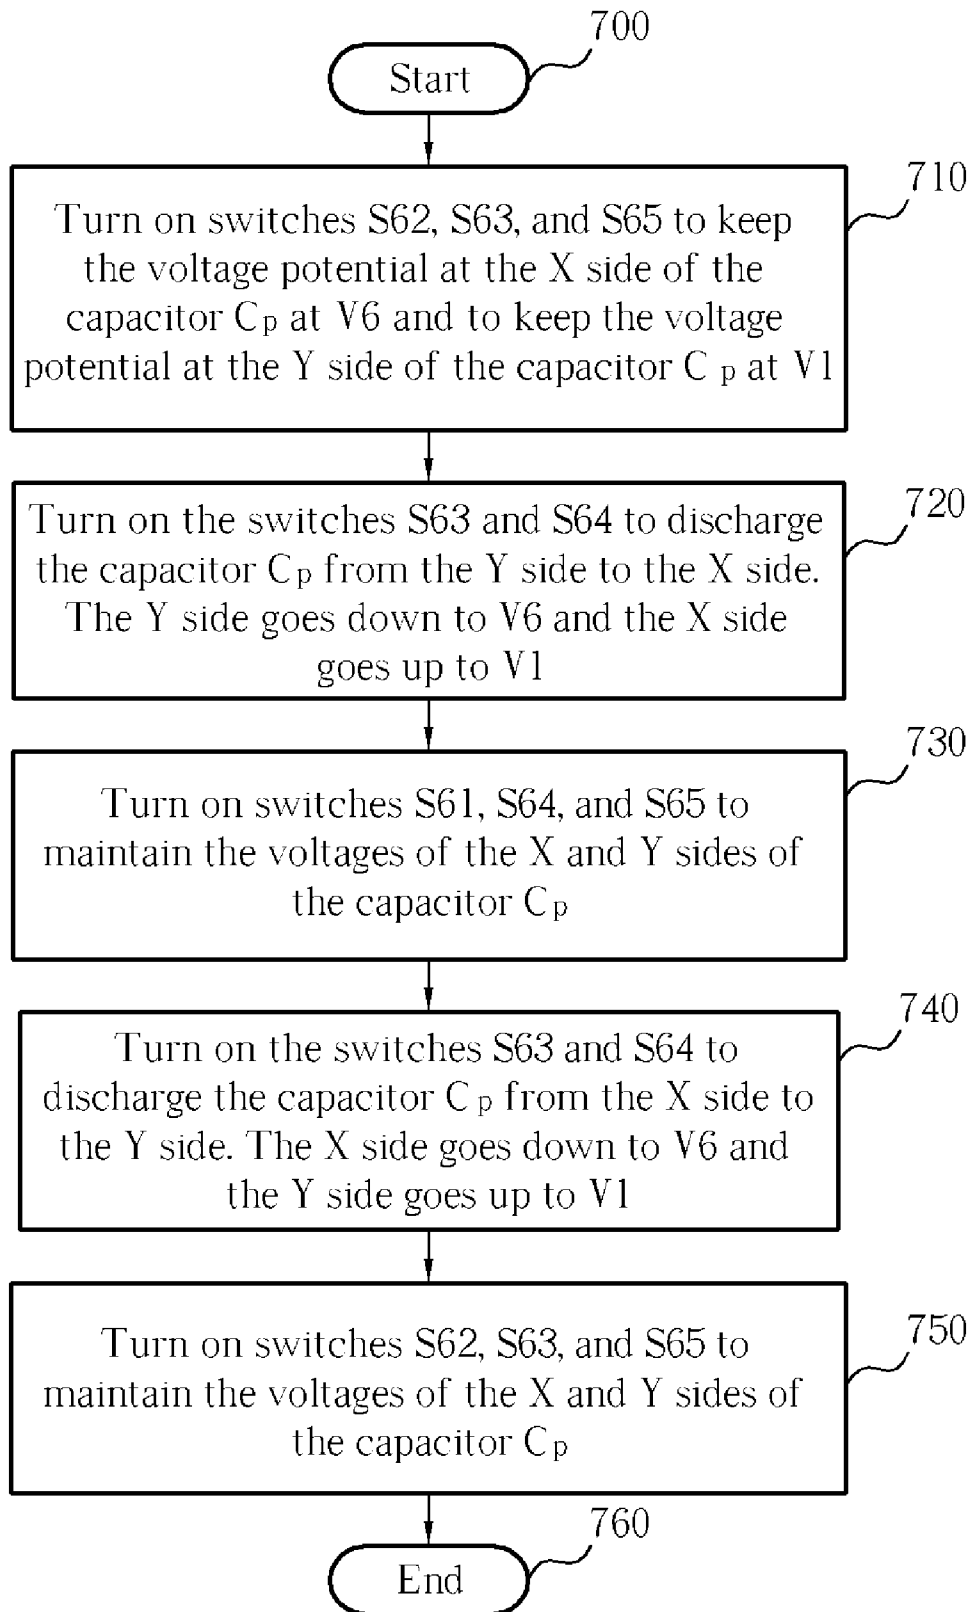 700
Start
710
Turn on switches S62, S63, and S65 to keep
the voltage potential at the X side of the
capacitor Cp at V6 and to keep the voltage
potential at the Y side of the capacitor Cp at V1
720
Turn on the switches S63 and S64 to discharge
the capacitor Cp from the Y side to the X side.
The Y side goes down to V6 and the X side
goes up to V1
730
Turn on switches S61, S64, and S65 to
maintain the voltages of the X and Y sides of
the capacitor Cp
740
Turn on the switches S63 and S64 to
discharge the capacitor Cp from the X side to
the Y side. The X side goes down to V6 and
the Y side goes up to V1
750
Turn on switches S62, S63, and S65 to
maintain the voltages of the X and Y sides of
the capacitor Cp
760
End